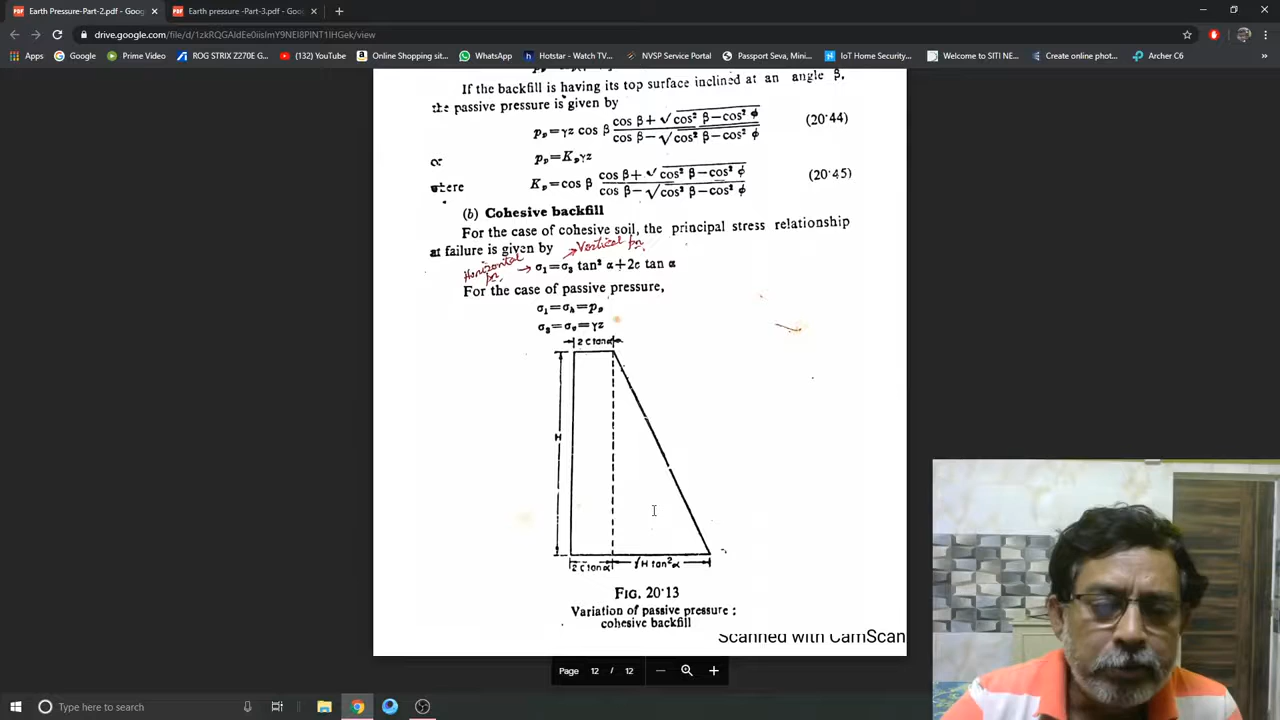 Earth Pressure-Part-2.pdf - Goog
Earth pressure -Part-3.pdf
drive.google.com/file/d/1zkRQGAIdEe0iisImY9NEI8PINT1IHGek/view
Apps
Google
Prime Video
ROG STRIX Z270E G...
(132) YouTube
Online Shopping sit...
WhatsApp
Hotstar - Watch TV...
NVSP Service Portal
Passport Seva, Mini...
IoT Home Security...
Welcome to SITI NE...
Create online phot...
Archer C6
If the backfill is having its top surface inclined at an angle β,
the passive pressure is given by
pₚ=γz cos β (cos β+√cos² β−cos² ϕ)/(cos β−√cos² β−cos² ϕ) (20·44)
or pₚ=Kₚγz
where Kₚ=cos β (cos β+√cos² β−cos² ϕ)/(cos β−√cos² β−cos² ϕ) (20·45)
(b) Cohesive backfill
For the case of cohesive soil, the principal stress relationship
at failure is given by
Vertical pr.
Horizontal pr.
σ₁=σ₃ tan² α+2c tan α
For the case of passive pressure,
σ₁=σₕ=pₚ
σ₃=σᵥ=γz
2 C tanα
H
2 C tanα
γH tan²α
FIG. 20·13
Variation of passive pressure :
cohesive backfill
Scanned with CamScan
Page 12 / 12
Type here to search